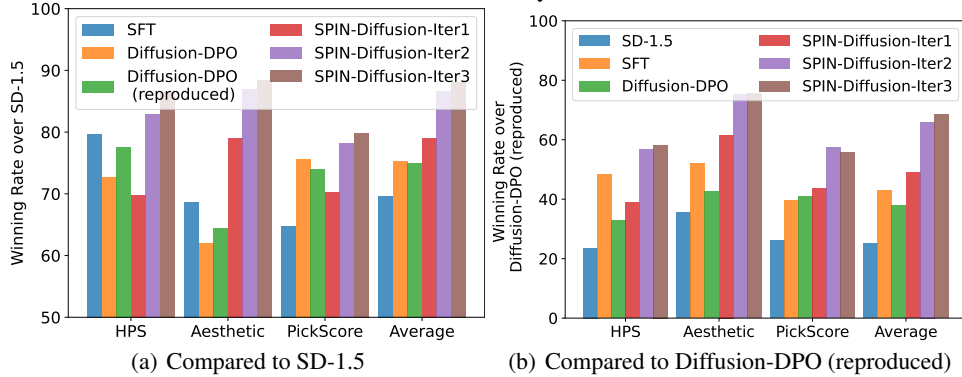 Winning Rate over SD-1.5
100
90
80
70
60
50
SFT
Diffusion-DPO
Diffusion-DPO
(reproduced)
SPIN-Diffusion-Iter1
SPIN-Diffusion-Iter2
SPIN-Diffusion-Iter3
HPS Aesthetic PickScore Average
(a) Compared to SD-1.5
Winning Rate over
Diffusion-DPO (reproduced)
100
80
60
40
20
0
SD-1.5
SFT
Diffusion-DPO
SPIN-Diffusion-Iter1
SPIN-Diffusion-Iter2
SPIN-Diffusion-Iter3
HPS Aesthetic PickScore Average
(b) Compared to Diffusion-DPO (reproduced)